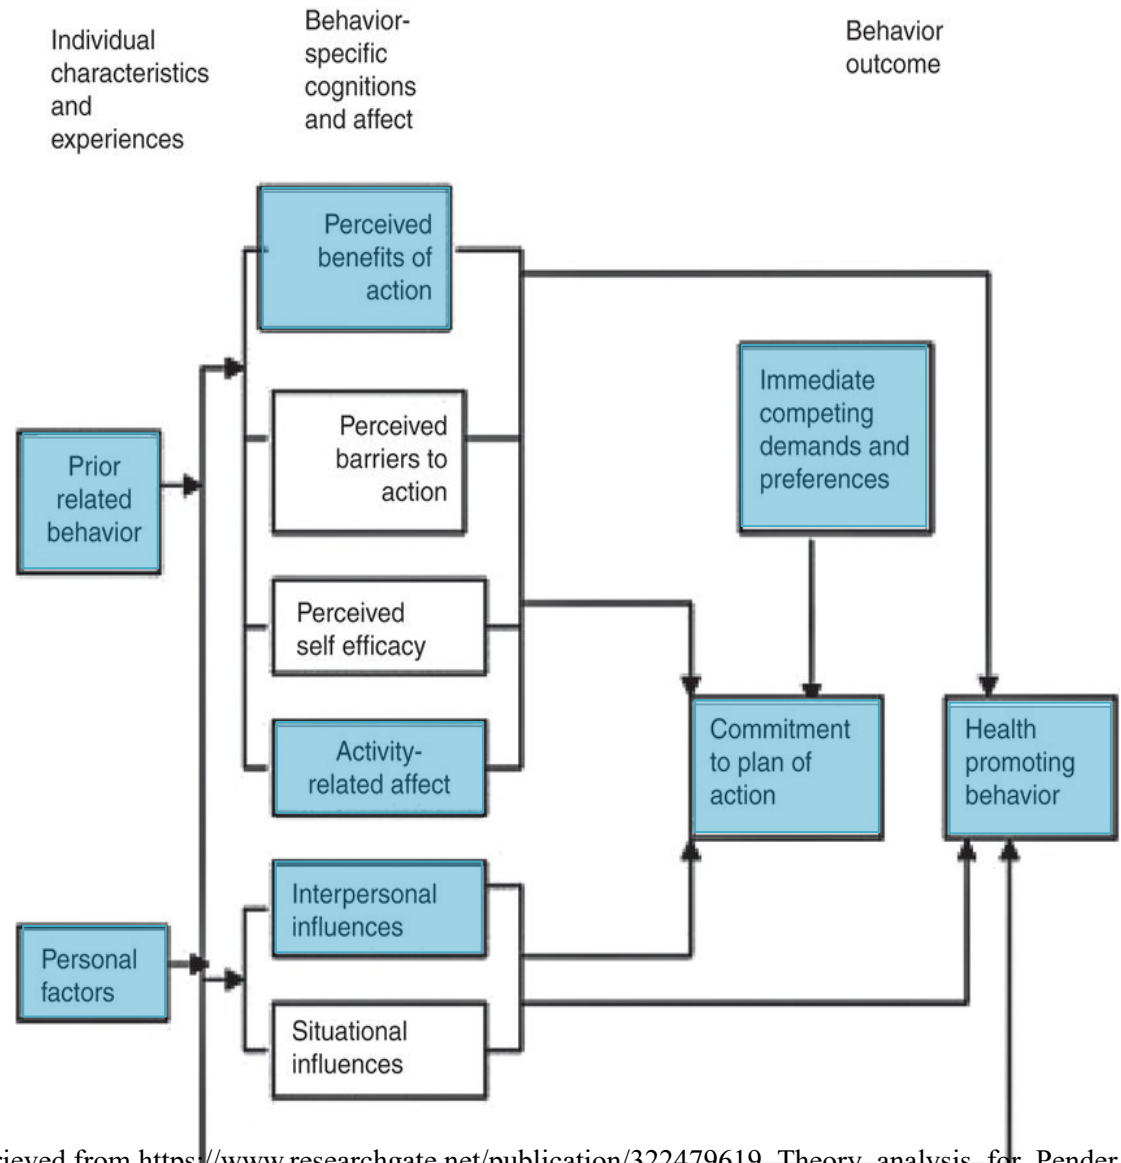 Individual
characteristics
and
experiences
Behavior-
specific
cognitions
and affect
Behavior
outcome
Perceived
benefits of
action
Perceived
barriers to
action
Immediate
competing
demands and
preferences
Prior
related
behavior
Perceived
self efficacy
Activity-
related affect
Commitment
to plan of
action
Health
promoting
behavior
Interpersonal
influences
Personal
factors
Situational
influences
rieved from https://www.researchgate.net/publication/322479619_Theory_analysis_for_Pender